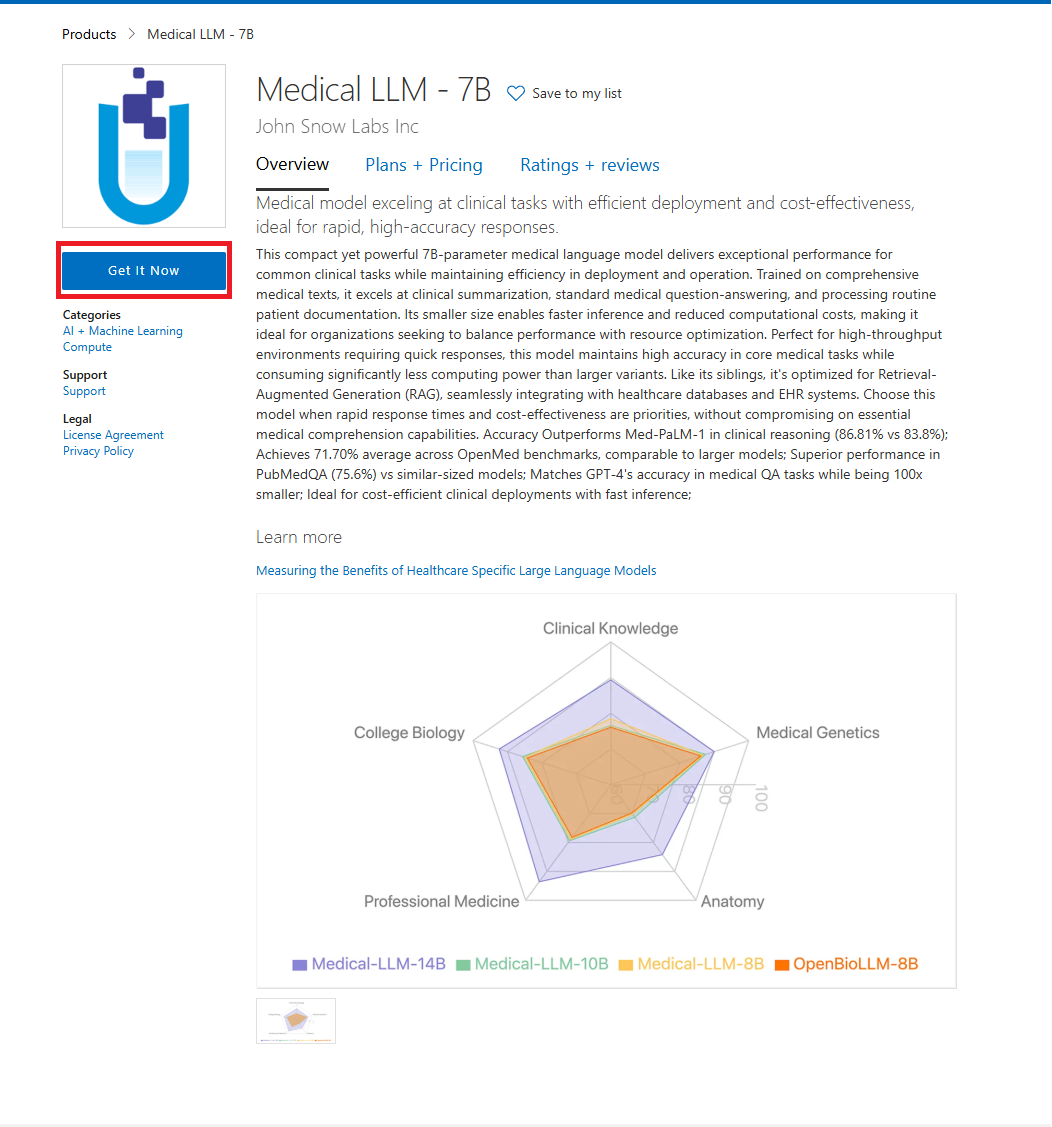 Products > Medical LLM - 7B
Medical LLM - 7B
Save to my list
John Snow Labs Inc
Overview
Plans + Pricing
Ratings + reviews
Get It Now
Categories
AI + Machine Learning
Compute
Support
Support
Legal
License Agreement
Privacy Policy
Medical model exceling at clinical tasks with efficient deployment and cost-effectiveness,
ideal for rapid, high-accuracy responses.
This compact yet powerful 7B-parameter medical language model delivers exceptional performance for
common clinical tasks while maintaining efficiency in deployment and operation. Trained on comprehensive
medical texts, it excels at clinical summarization, standard medical question-answering, and processing routine
patient documentation. Its smaller size enables faster inference and reduced computational costs, making it
ideal for organizations seeking to balance performance with resource optimization. Perfect for high-throughput
environments requiring quick responses, this model maintains high accuracy in core medical tasks while
consuming significantly less computing power than larger variants. Like its siblings, it's optimized for Retrieval-
Augmented Generation (RAG), seamlessly integrating with healthcare databases and EHR systems. Choose this
model when rapid response times and cost-effectiveness are priorities, without compromising on essential
medical comprehension capabilities. Accuracy Outperforms Med-PaLM-1 in clinical reasoning (86.81% vs 83.8%);
Achieves 71.70% average across OpenMed benchmarks, comparable to larger models; Superior performance in
PubMedQA (75.6%) vs similar-sized models; Matches GPT-4's accuracy in medical QA tasks while being 100x
smaller; Ideal for cost-efficient clinical deployments with fast inference;
Learn more
Measuring the Benefits of Healthcare Specific Large Language Models
Clinical Knowledge
College Biology
Medical Genetics
60 70 80 90 100
Professional Medicine
Anatomy
Medical-LLM-14B
Medical-LLM-10B
Medical-LLM-8B
OpenBioLLM-8B